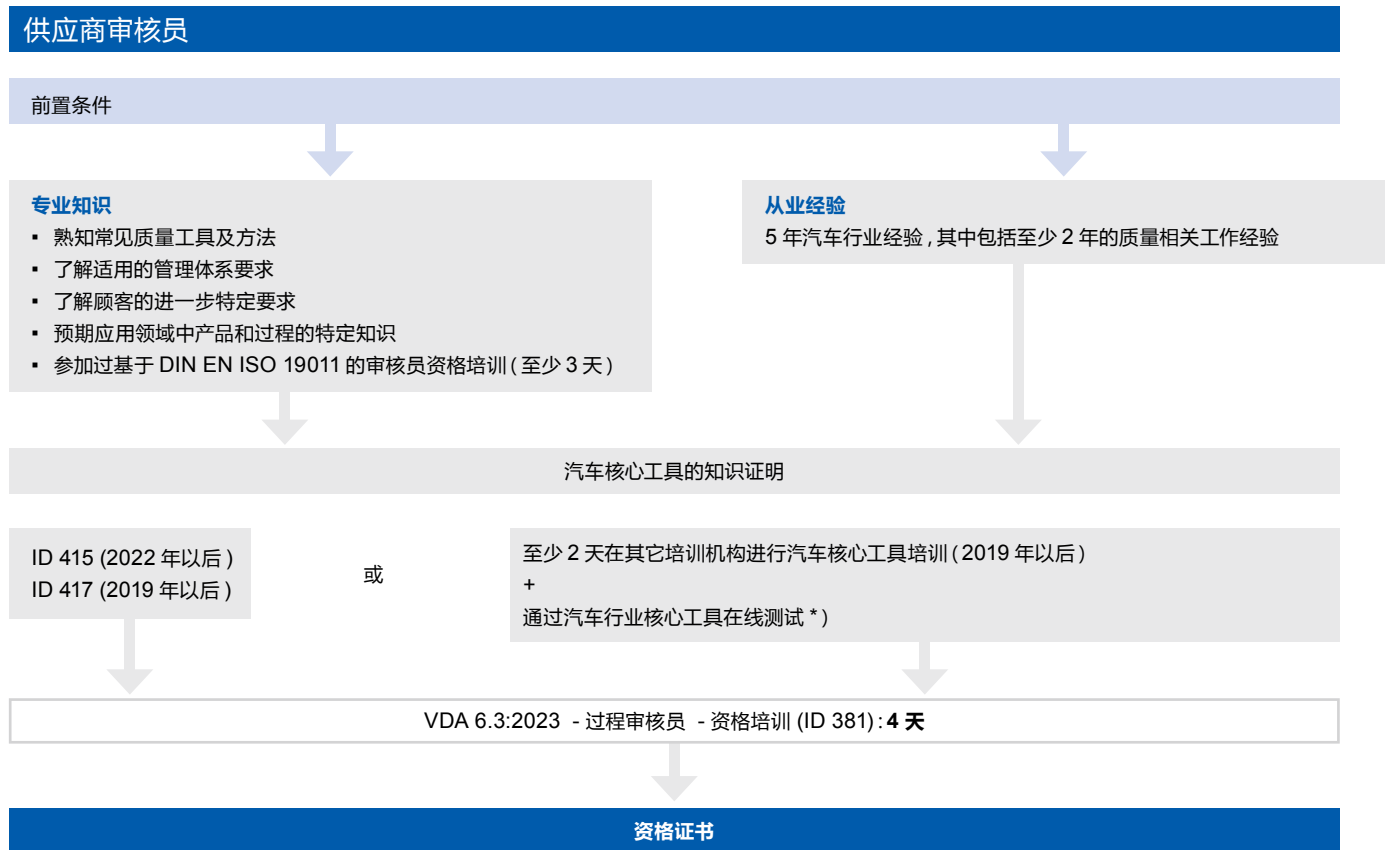 供应商审核员
前置条件
专业知识
▪ 熟知常见质量工具及方法
▪ 了解适用的管理体系要求
▪ 了解顾客的进一步特定要求
▪ 预期应用领域中产品和过程的特定知识
▪ 参加过基于 DIN EN ISO 19011 的审核员资格培训(至少 3 天)
从业经验
5 年汽车行业经验,其中包括至少 2 年的质量相关工作经验
汽车核心工具的知识证明
ID 415 (2022 年以后)
ID 417 (2019 年以后)
或
至少 2 天在其它培训机构进行汽车核心工具培训(2019 年以后)
+
通过汽车行业核心工具在线测试 *)
VDA 6.3:2023 - 过程审核员 - 资格培训 (ID 381): 4 天
资格证书